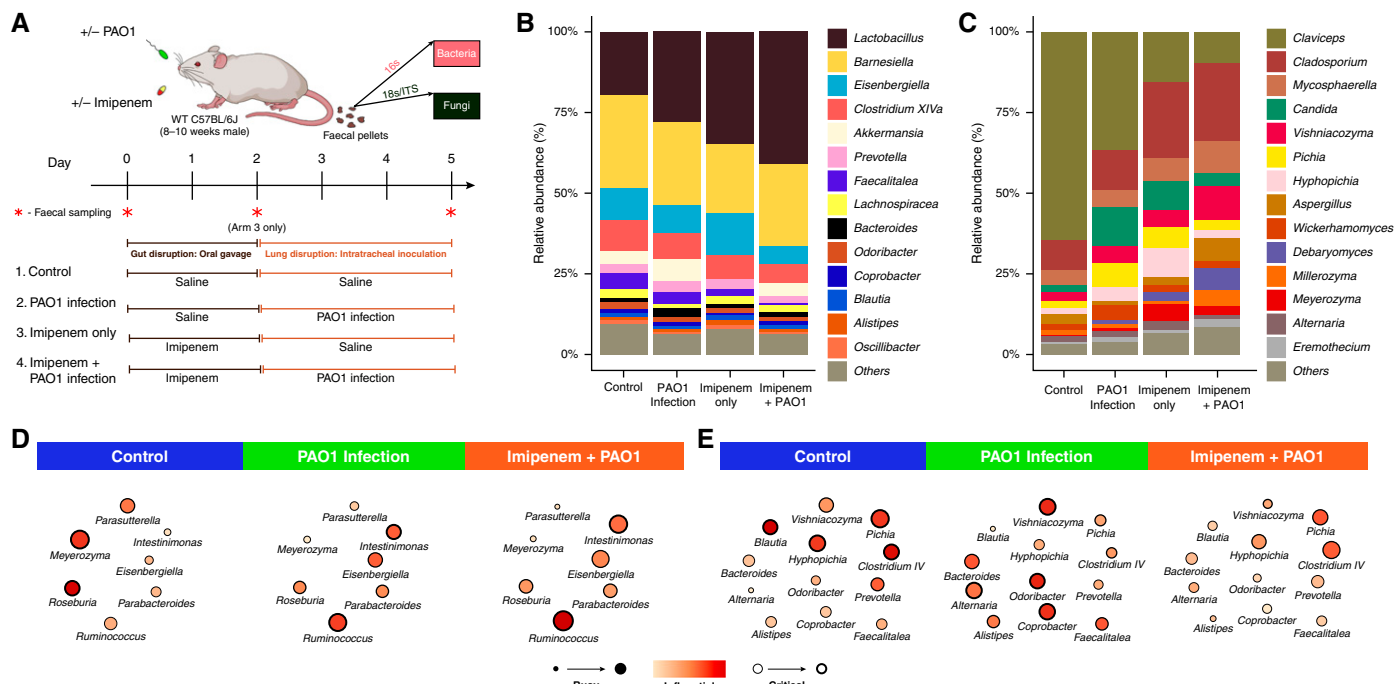 A
+/– PAO1
+/– Imipenem
WT C57BL/6J
(8–10 weeks male)
16s
18s/ITS
Bacteria
Fungi
Faecal pellets
Day
0
1
2
3
4
5
* - Faecal sampling
* * *
(Arm 3 only)
Gut disruption: Oral gavage
Lung disruption: Intratracheal inoculation
1. Control
Saline
Saline
2. PAO1 infection
Saline
PAO1 infection
3. Imipenem only
Imipenem
Saline
4. Imipenem +
PAO1 infection
Imipenem
PAO1 infection
B
Relative abundance (%)
100%
75%
50%
25%
0%
Control
PAO1
Infection
Imipenem
only
Imipenem
+ PAO1
Lactobacillus
Barnesiella
Eisenbergiella
Clostridium XIVa
Akkermansia
Prevotella
Faecalitalea
Lachnospiracea
Bacteroides
Odoribacter
Coprobacter
Blautia
Alistipes
Oscillibacter
Others
C
Relative abundance (%)
100%
75%
50%
25%
0%
Control
PAO1
Infection
Imipenem
only
Imipenem
+ PAO1
Claviceps
Cladosporium
Mycosphaerella
Candida
Vishniacozyma
Pichia
Hyphopichia
Aspergillus
Wickerhamomyces
Debaryomyces
Millerozyma
Meyerozyma
Alternaria
Eremothecium
Others
D
Control
PAO1 Infection
Imipenem + PAO1
Parasutterella
Intestinimonas
Meyerozyma
Eisenbergiella
Roseburia
Parabacteroides
Ruminococcus
Parasutterella
Intestinimonas
Meyerozyma
Eisenbergiella
Roseburia
Parabacteroides
Ruminococcus
Parasutterella
Intestinimonas
Meyerozyma
Eisenbergiella
Roseburia
Parabacteroides
Ruminococcus
E
Control
PAO1 Infection
Imipenem + PAO1
Vishniacozyma
Pichia
Blautia
Hyphopichia
Clostridium IV
Bacteroides
Odoribacter
Prevotella
Alternaria
Coprobacter
Alistipes
Faecalitalea
Vishniacozyma
Pichia
Blautia
Hyphopichia
Clostridium IV
Bacteroides
Odoribacter
Prevotella
Alternaria
Coprobacter
Alistipes
Faecalitalea
Vishniacozyma
Pichia
Blautia
Hyphopichia
Clostridium IV
Bacteroides
Odoribacter
Prevotella
Alternaria
Coprobacter
Alistipes
Faecalitalea